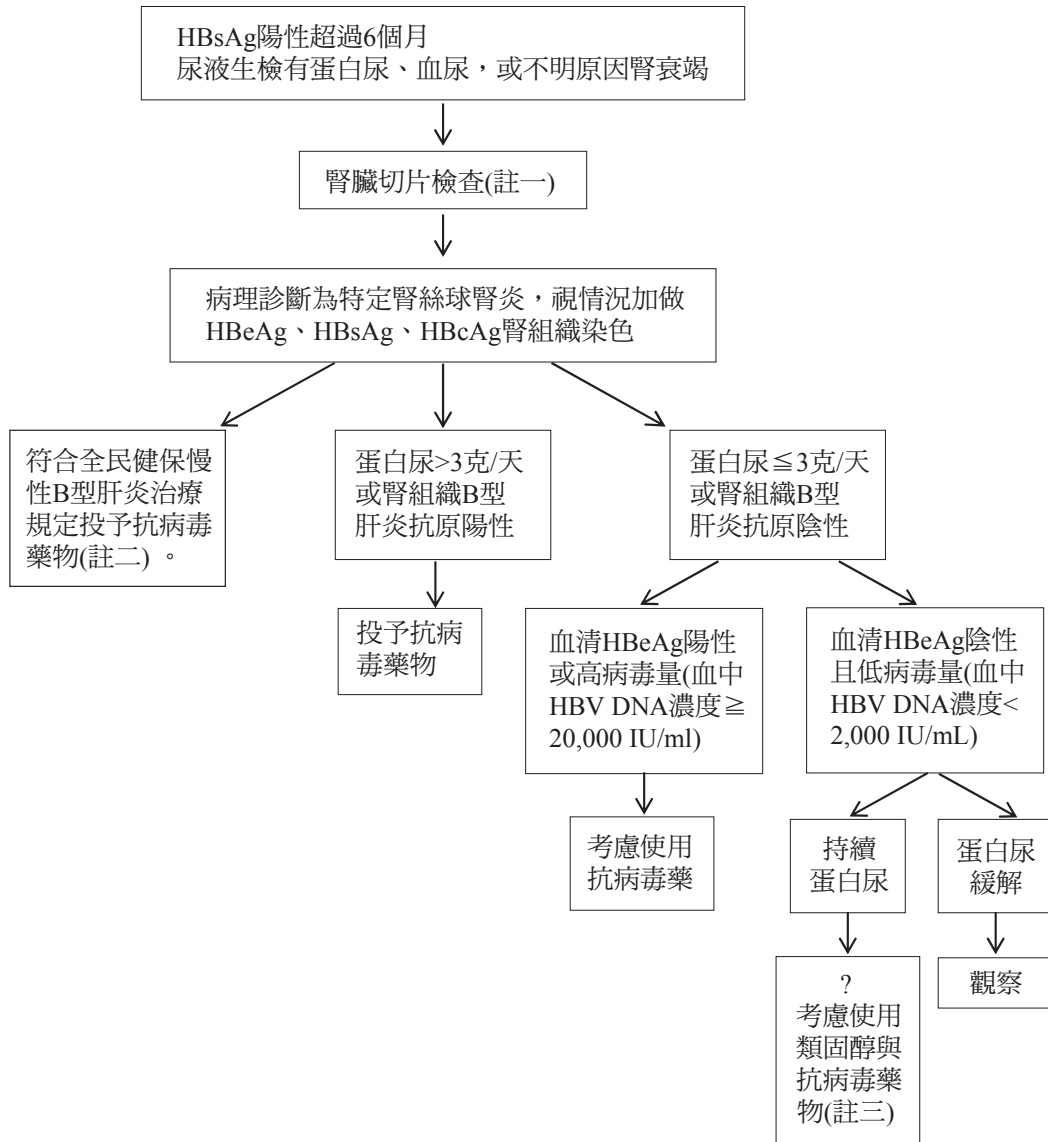 HBsAg陽性超過6個月
尿液生檢有蛋白尿、血尿，或不明原因腎衰竭
腎臟切片檢查(註一)
病理診斷為特定腎絲球腎炎，視情況加做
HBeAg、HBsAg、HBcAg腎組織染色
符合全民健保慢
性B型肝炎治療
規定投予抗病毒
藥物(註二) 。
蛋白尿>3克/天
或腎組織B型
肝炎抗原陽性
蛋白尿≦3克/天
或腎組織B型
肝炎抗原陰性
投予抗病
毒藥物
血清HBeAg陽性
或高病毒量(血中
HBV DNA濃度≧
20,000 IU/ml)
血清HBeAg陰性
且低病毒量(血中
HBV DNA濃度<
2,000 IU/mL)
考慮使用
抗病毒藥
持續
蛋白尿
蛋白尿
緩解
?
考慮使用
類固醇與
抗病毒藥
物(註三)
觀察